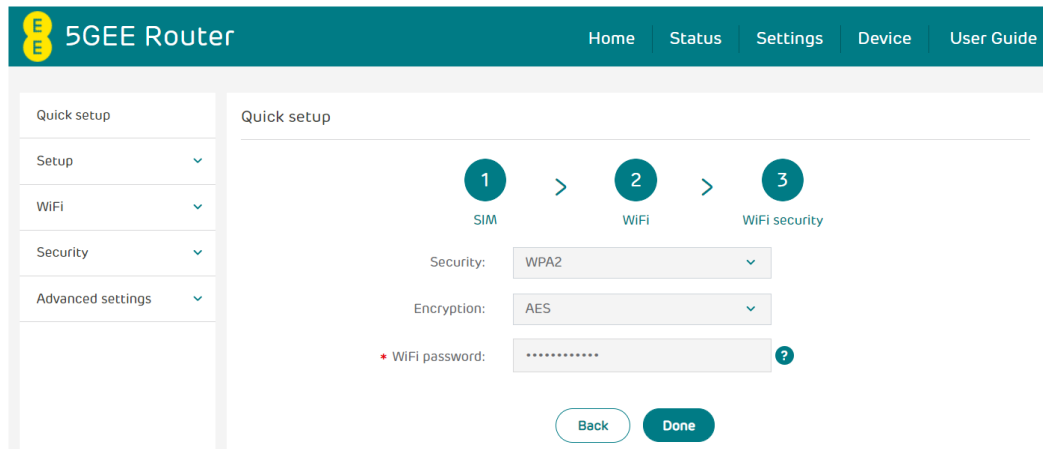 E
E
5GEE Router
Home Status Settings Device User Guide
Quick setup
Setup
WiFi
Security
Advanced settings
Quick setup
1 > 2 > 3
SIM WiFi WiFi security
Security: WPA2
Encryption: AES
* WiFi password: •••••••••••• ?
Back Done